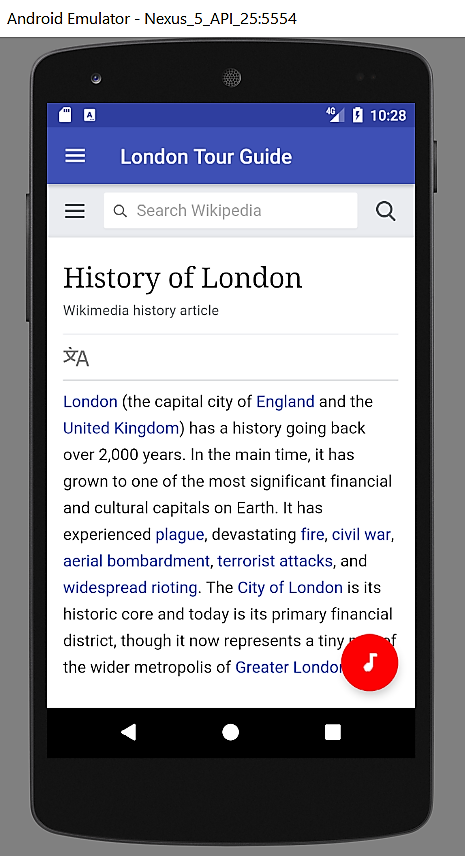 Android Emulator - Nexus_5_API_25:5554
A
4G
10:28
London Tour Guide
Search Wikipedia
History of London
Wikimedia history article
文A
London (the capital city of England and the
United Kingdom) has a history going back
over 2,000 years. In the main time, it has
grown to one of the most significant financial
and cultural capitals on Earth. It has
experienced plague, devastating fire, civil war,
aerial bombardment, terrorist attacks, and
widespread rioting. The City of London is its
historic core and today is its primary financial
district, though it now represents a tiny of
the wider metropolis of Greater London